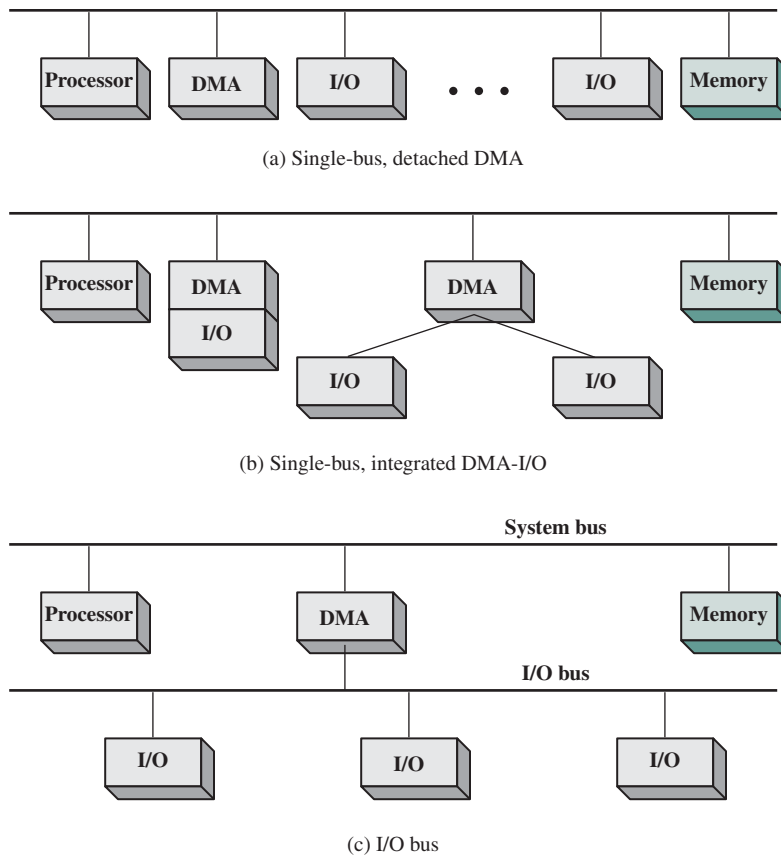 Processor DMA I/O • • • I/O Memory
(a) Single-bus, detached DMA
Processor DMA DMA Memory
I/O
I/O I/O
(b) Single-bus, integrated DMA-I/O
System bus
Processor DMA Memory
I/O bus
I/O I/O I/O
(c) I/O bus